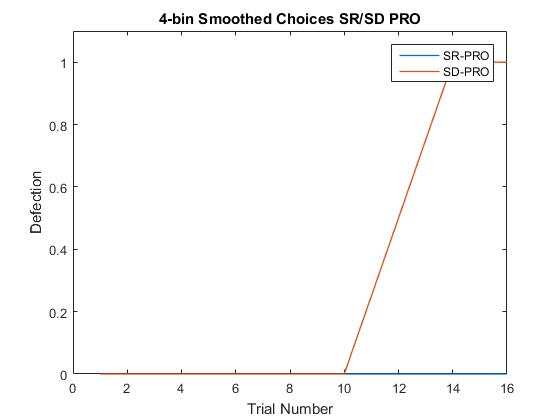 4-bin Smoothed Choices SR/SD PRO
SR-PRO
SD-PRO
Defection
1
0.8
0.6
0.4
0.2
0
0 2 4 6 8 10 12 14 16
Trial Number